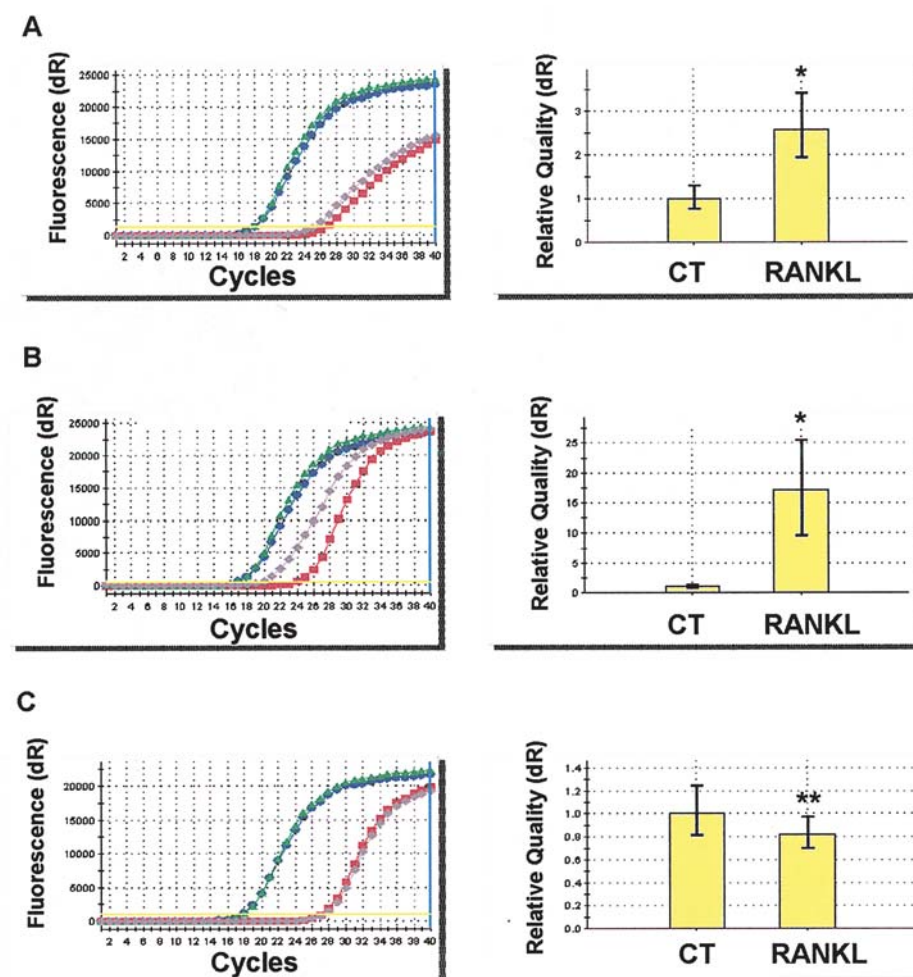 A
Fluorescence (dR)
25000
20000
15000
10000
5000
0
2 4 6 8 10 12 14 16 18 20 22 24 26 28 30 32 34 36 38 40
Cycles
Relative Quality (dR)
3
2
1
0
*
CT RANKL
B
Fluorescence (dR)
26000
20000
15000
10000
5000
0
2 4 6 8 10 12 14 16 18 20 22 24 26 28 30 32 34 36 38 40
Cycles
Relative Quality (dR)
25
20
15
10
5
0
*
CT RANKL
C
Fluorescence (dR)
20000
15000
10000
6000
0
2 4 6 8 10 12 14 16 18 20 22 24 26 28 30 32 34 36 38 40
Cycles
Relative Quality (dR)
1.4
1.2
1.0
0.8
0.6
0.4
0.2
0.0
**
CT RANKL